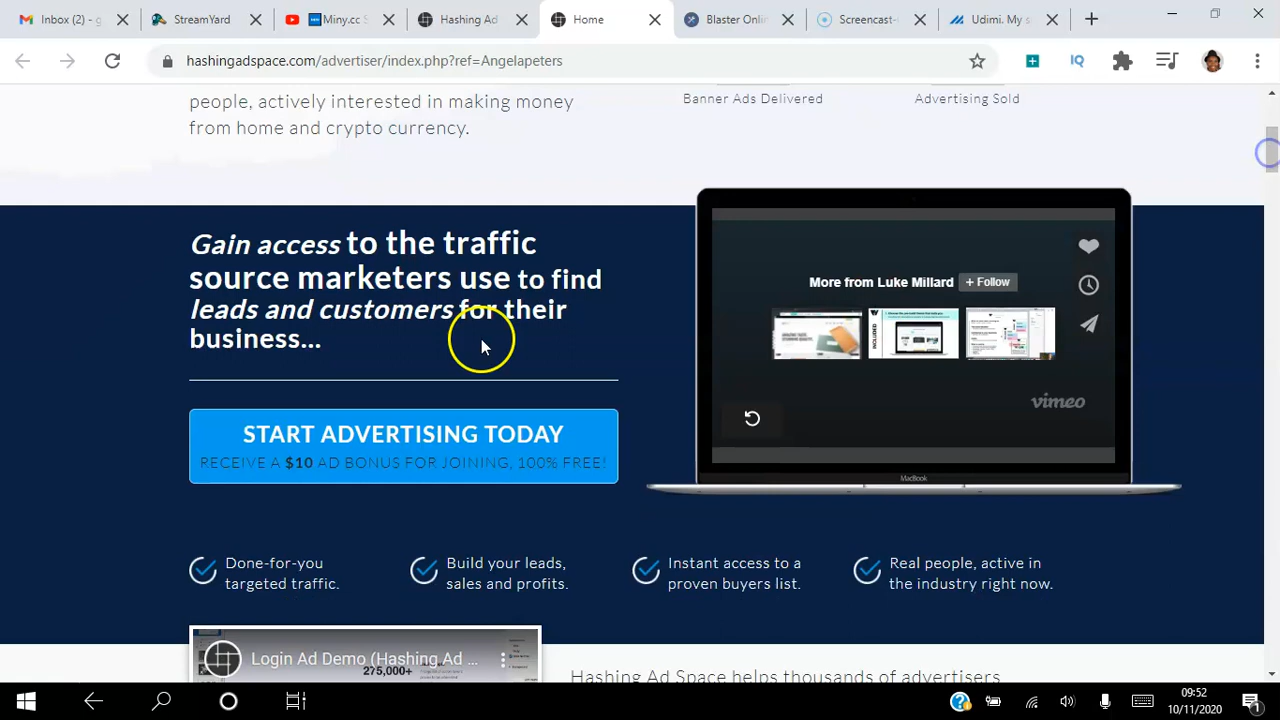 Inbox (2) - g
StreamYard
Miny.cc S
Hashing Ad
Home
Blaster Onli
Screencast-
Udimi. My s
hashingadspace.com/advertiser/index.php?ref=Angelapeters
IQ
people, actively interested in making money
from home and crypto currency.
Banner Ads Delivered
Advertising Sold
Gain access to the traffic
source marketers use to find
leads and customers for their
business...
START ADVERTISING TODAY
RECEIVE A $10 AD BONUS FOR JOINING, 100% FREE!
More from Luke Millard
+ Follow
INCLUDED
vimeo
MacBook
Done-for-you
targeted traffic.
Build your leads,
sales and profits.
Instant access to a
proven buyers list.
Real people, active in
the industry right now.
Login Ad Demo (Hashing Ad ...
275,000+
Hashing Ad Space helps thousands of advertisers
09:52
10/11/2020